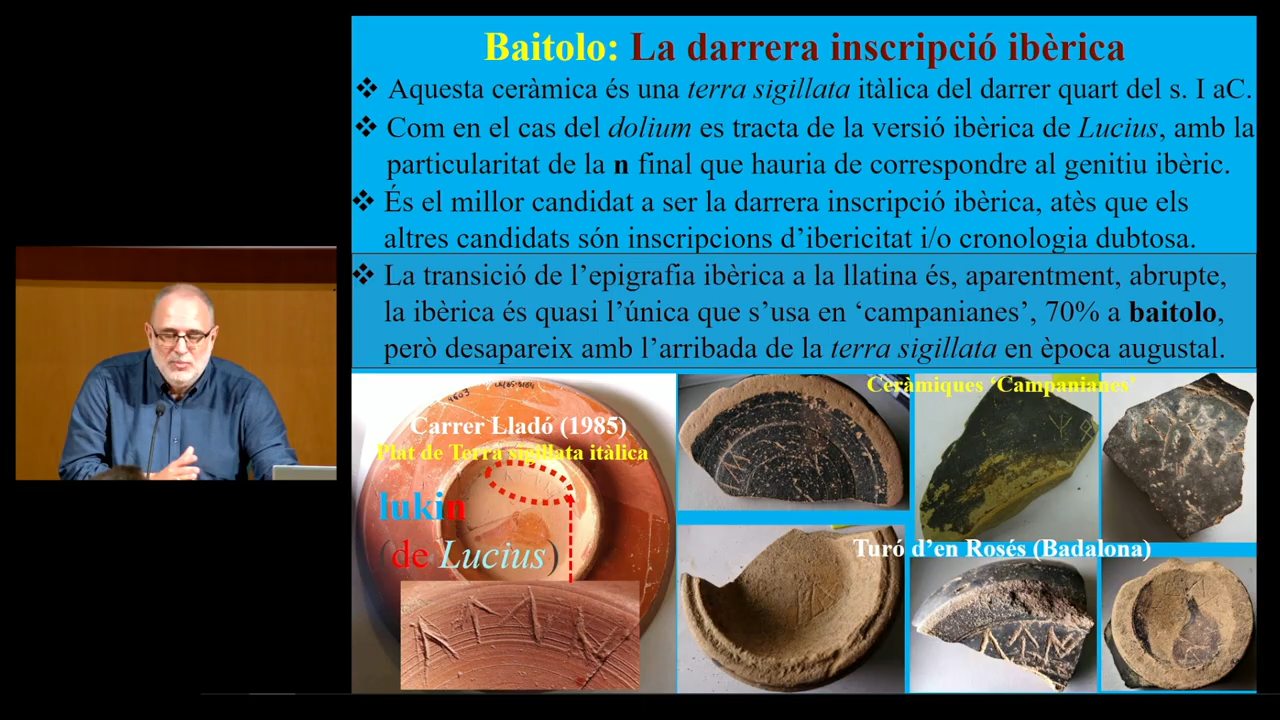 Baitolo: La darrera inscripció ibèrica
❖ Aquesta ceràmica és una terra sigillata itàlica del darrer quart del s. I aC.
❖ Com en el cas del dolium es tracta de la versió ibèrica de Lucius, amb la
particularitat de la n final que hauria de correspondre al genitiu ibèric.
❖ És el millor candidat a ser la darrera inscripció ibèrica, atès que els
altres candidats són inscripcions d’ibericitat i/o cronologia dubtosa.
❖ La transició de l’epigrafia ibèrica a la llatina és, aparentment, abrupte,
la ibèrica és quasi l’única que s’usa en ‘campanianes’, 70% a baitolo,
però desapareix amb l’arribada de la terra sigillata en època augustal.
Carrer Lladó (1985)
Plat de Terra sigillata itàlica
lukin
(de Lucius)
Ceràmiques ‘Campanianes’
Turó d’en Rosés (Badalona)